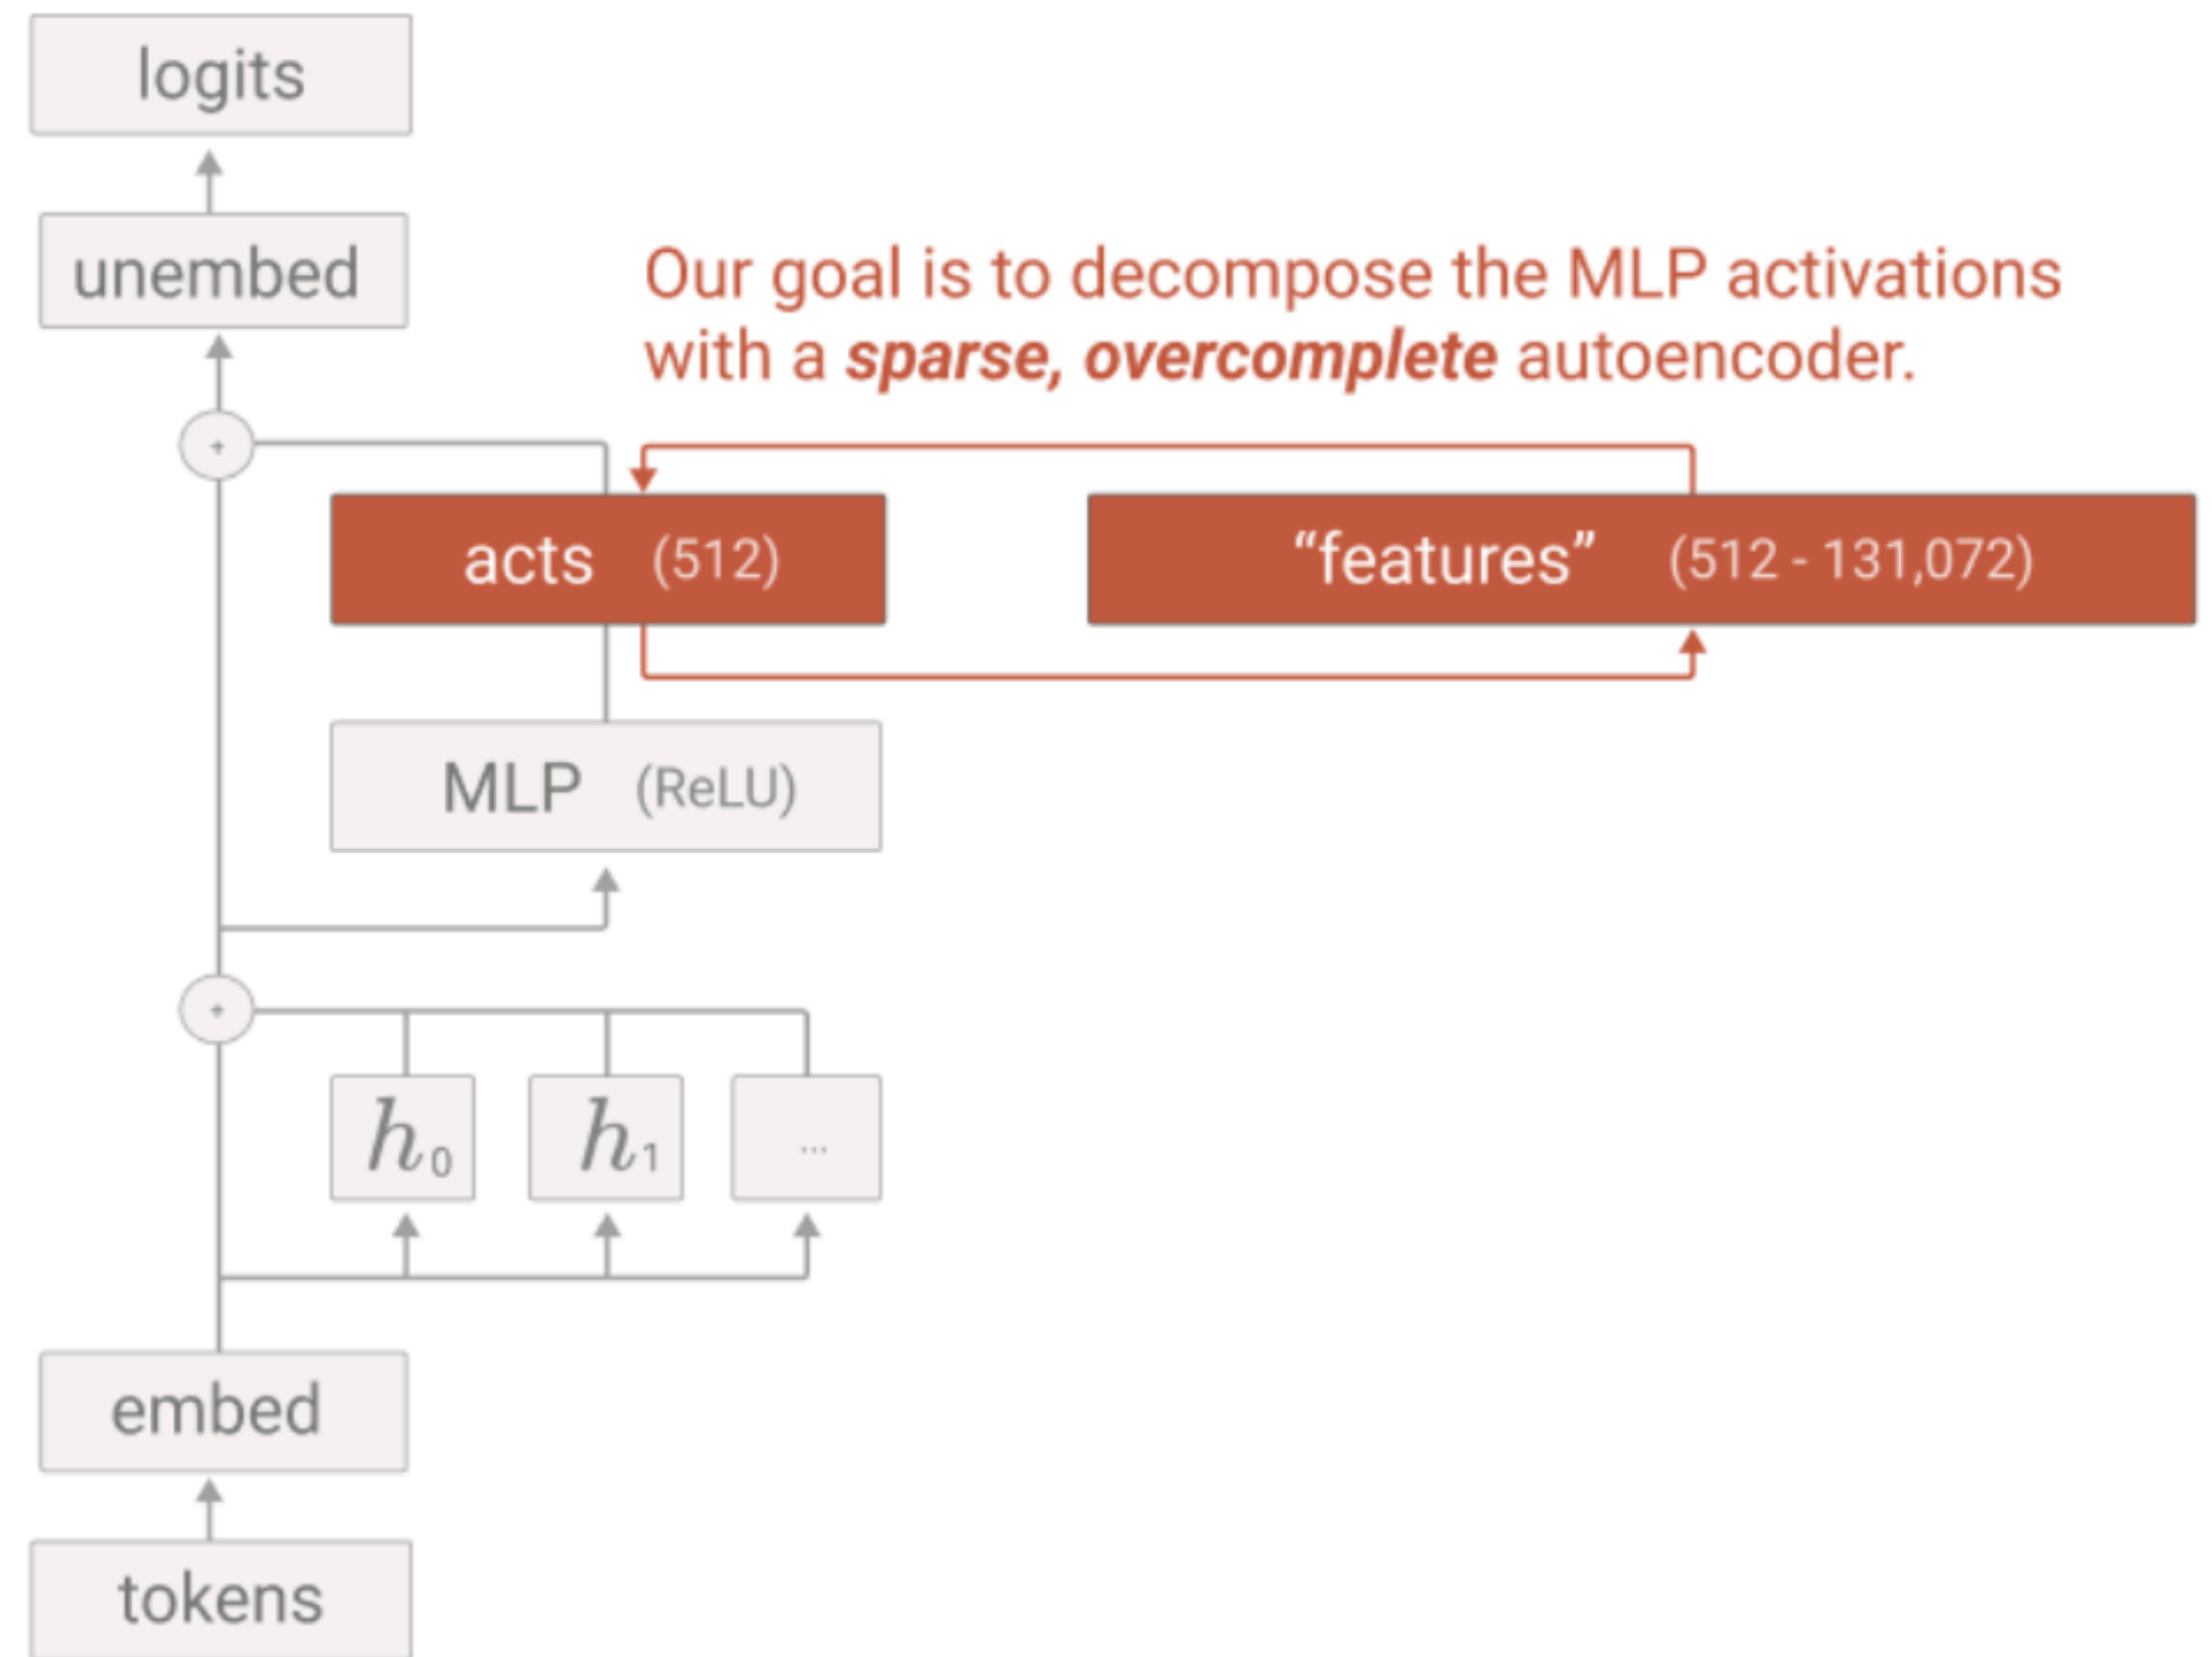 logits
unembed
Our goal is to decompose the MLP activations
with a sparse, overcomplete autoencoder.
+
acts (512)
“features” (512 - 131,072)
MLP (ReLU)
+
h0
h1
...
embed
tokens